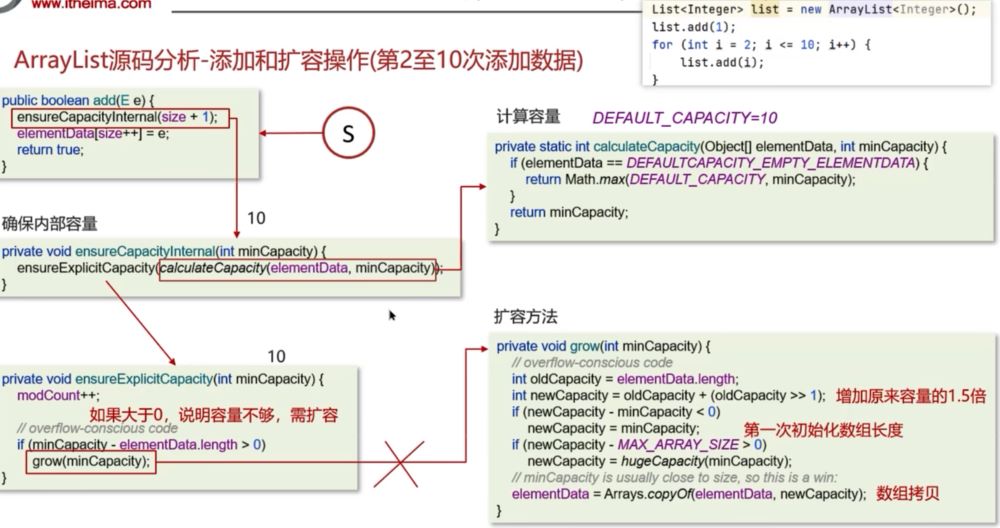 www.itheima.com
List<Integer> list = new ArrayList<Integer>();
list.add(1);
for (int i = 2; i <= 10; i++) {
list.add(i);
}
ArrayList源码分析-添加和扩容操作(第2至10次添加数据)
public boolean add(E e) {
ensureCapacityInternal(size + 1);
elementData[size++] = e;
return true;
}
S
计算容量 DEFAULT_CAPACITY=10
private static int calculateCapacity(Object[] elementData, int minCapacity) {
if (elementData == DEFAULTCAPACITY_EMPTY_ELEMENTDATA) {
return Math.max(DEFAULT_CAPACITY, minCapacity);
}
return minCapacity;
}
10
确保内部容量
private void ensureCapacityInternal(int minCapacity) {
ensureExplicitCapacity(calculateCapacity(elementData, minCapacity));
}
10
private void ensureExplicitCapacity(int minCapacity) {
modCount++;
如果大于0，说明容量不够，需扩容
// overflow-conscious code
if (minCapacity - elementData.length > 0)
grow(minCapacity);
}
扩容方法
private void grow(int minCapacity) {
// overflow-conscious code
int oldCapacity = elementData.length;
int newCapacity = oldCapacity + (oldCapacity >> 1); 增加原来容量的1.5倍
if (newCapacity - minCapacity < 0)
newCapacity = minCapacity; 第一次初始化数组长度
if (newCapacity - MAX_ARRAY_SIZE > 0)
newCapacity = hugeCapacity(minCapacity);
// minCapacity is usually close to size, so this is a win:
elementData = Arrays.copyOf(elementData, newCapacity); 数组拷贝
}